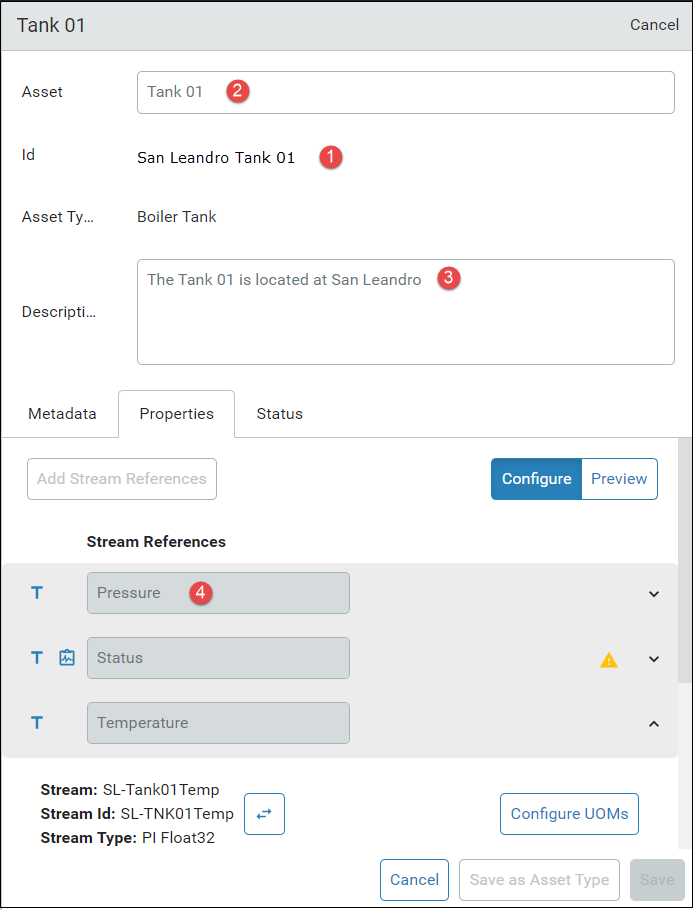 Tank 01 Cancel
Asset Tank 01 2
Id San Leandro Tank 01 1
Asset Ty... Boiler Tank
Descripti... The Tank 01 is located at San Leandro 3
Metadata Properties Status
Add Stream References Configure Preview
Stream References
T Pressure 4
T Status
T Temperature
Stream: SL-Tank01Temp
Stream Id: SL-TNK01Temp Configure UOMs
Stream Type: PI Float32
Cancel Save as Asset Type Save